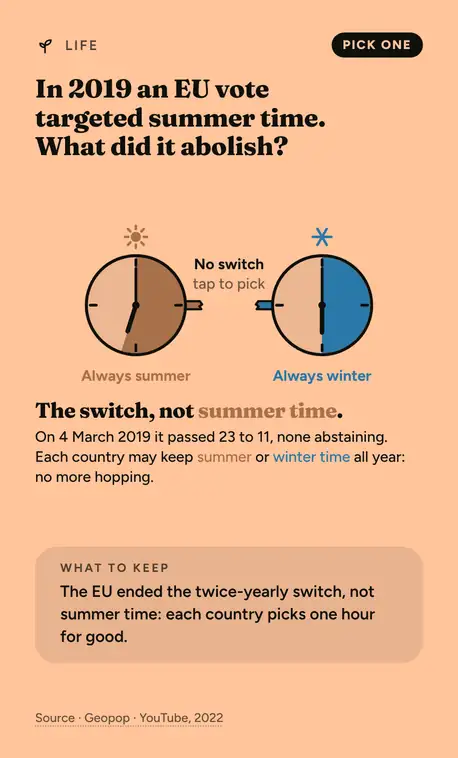 LIFE
PICK ONE
In 2019 an EU vote
targeted summer time.
What did it abolish?
No switch
tap to pick
Always summer
Always winter
The switch, not summer time.
On 4 March 2019 it passed 23 to 11, none abstaining.
Each country may keep summer or winter time all year:
no more hopping.
WHAT TO KEEP
The EU ended the twice-yearly switch, not
summer time: each country picks one hour
for good.
Source · Geopop · YouTube, 2022